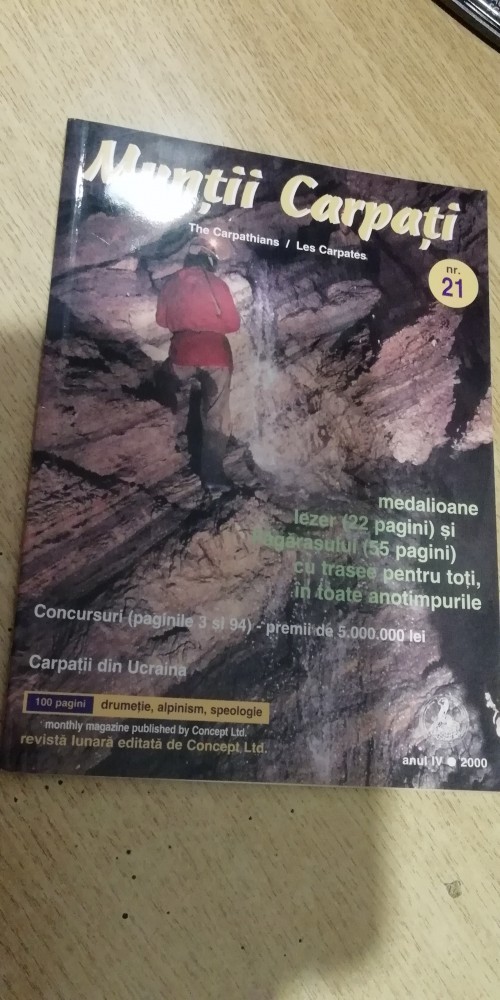 Munții Carpați
The Carpathians / Les Carpates
nr.
21
medalioane
Iezer (22 pagini) și
Făgărașului (55 pagini)
cu trasee pentru toți,
în toate anotimpurile
Concursuri (paginile 3 și 94) - premii de 5.000.000 lei
Carpații din Ucraina
100 pagini drumeție, alpinism, speologie
monthly magazine published by Concept Ltd.
revistă lunară editată de Concept Ltd.
anul IV ● 2000